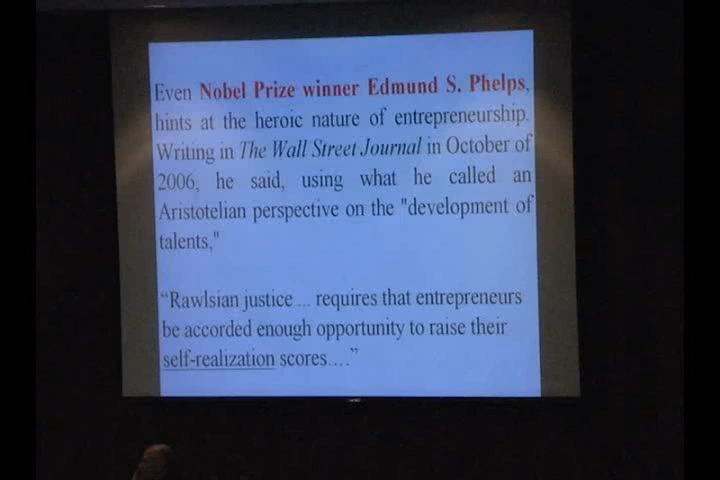 Even Nobel Prize winner Edmund S. Phelps,
hints at the heroic nature of entrepreneurship.
Writing in The Wall Street Journal in October of
2006, he said, using what he called an
Aristotelian perspective on the "development of
talents,"
“Rawlsian justice ... requires that entrepreneurs
be accorded enough opportunity to raise their
self-realization scores....”